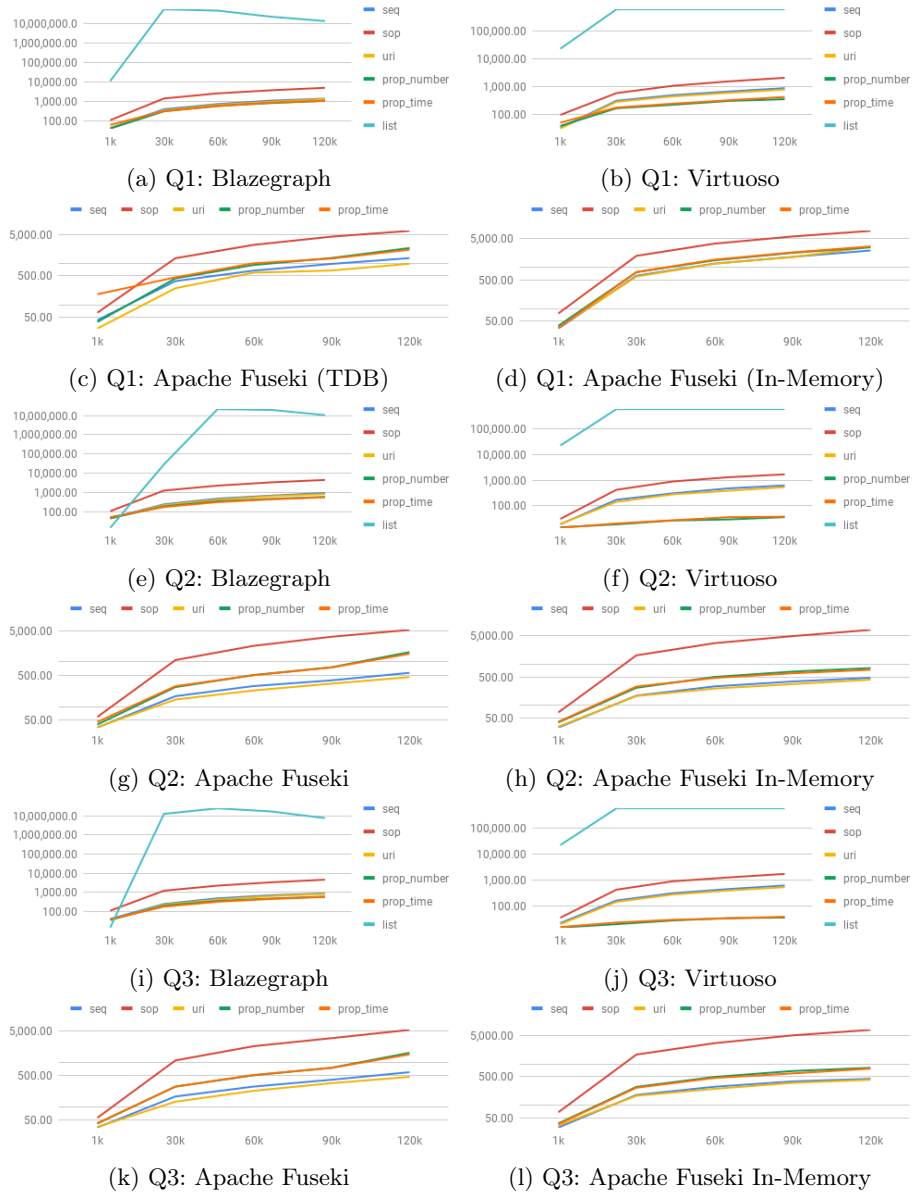 10,000,000.00
1,000,000.00
100,000.00
10,000.00
1,000.00
100.00
1k 30k 60k 90k 120k
seq
sop
uri
prop_number
prop_time
list
(a) Q1: Blazegraph
100,000.00
10,000.00
1,000.00
100.00
1k 30k 60k 90k 120k
seq
sop
uri
prop_number
prop_time
list
(b) Q1: Virtuoso
seq sop uri prop_number prop_time
5,000.00
500.00
50.00
1k 30k 60k 90k 120k
(c) Q1: Apache Fuseki (TDB)
seq sop uri prop_number prop_time
5,000.00
500.00
50.00
1k 30k 60k 90k 120k
(d) Q1: Apache Fuseki (In-Memory)
10,000,000.0
1,000,000.00
100,000.00
10,000.00
1,000.00
100.00
1k 30k 60k 90k 120k
seq
sop
uri
prop_number
prop_time
list
(e) Q2: Blazegraph
100,000.00
10,000.00
1,000.00
100.00
1k 30k 60k 90k 120k
seq
sop
uri
prop_number
prop_time
list
(f) Q2: Virtuoso
seq sop uri prop_number prop_time
5,000.00
500.00
50.00
1k 30k 60k 90k 120k
(g) Q2: Apache Fuseki
seq sop uri prop_number prop_time
5,000.00
500.00
50.00
1k 30k 60k 90k 120k
(h) Q2: Apache Fuseki In-Memory
10,000,000.0
1,000,000.00
100,000.00
10,000.00
1,000.00
100.00
1k 30k 60k 90k 120k
seq
sop
uri
prop_number
prop_time
list
(i) Q3: Blazegraph
100,000.00
10,000.00
1,000.00
100.00
1k 30k 60k 90k 120k
seq
sop
uri
prop_number
prop_time
list
(j) Q3: Virtuoso
seq sop uri prop_number prop_time
5,000.00
500.00
50.00
1k 30k 60k 90k 120k
(k) Q3: Apache Fuseki
seq sop uri prop_number prop_time
5,000.00
500.00
50.00
1k 30k 60k 90k 120k
(l) Q3: Apache Fuseki In-Memory